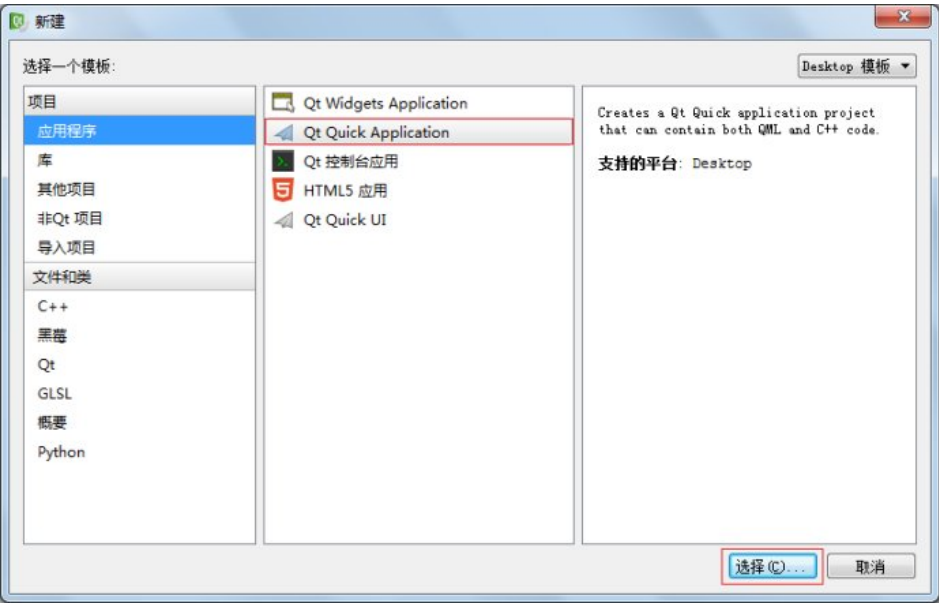 新建
选择一个模板:
Desktop 模板
项目
应用程序
库
其他项目
非Qt 项目
导入项目
文件和类
C++
黑莓
Qt
GLSL
概要
Python
Qt Widgets Application
Qt Quick Application
Qt 控制台应用
HTML5 应用
Qt Quick UI
Creates a Qt Quick application project
that can contain both QML and C++ code.
支持的平台: Desktop
选择(C)...
取消